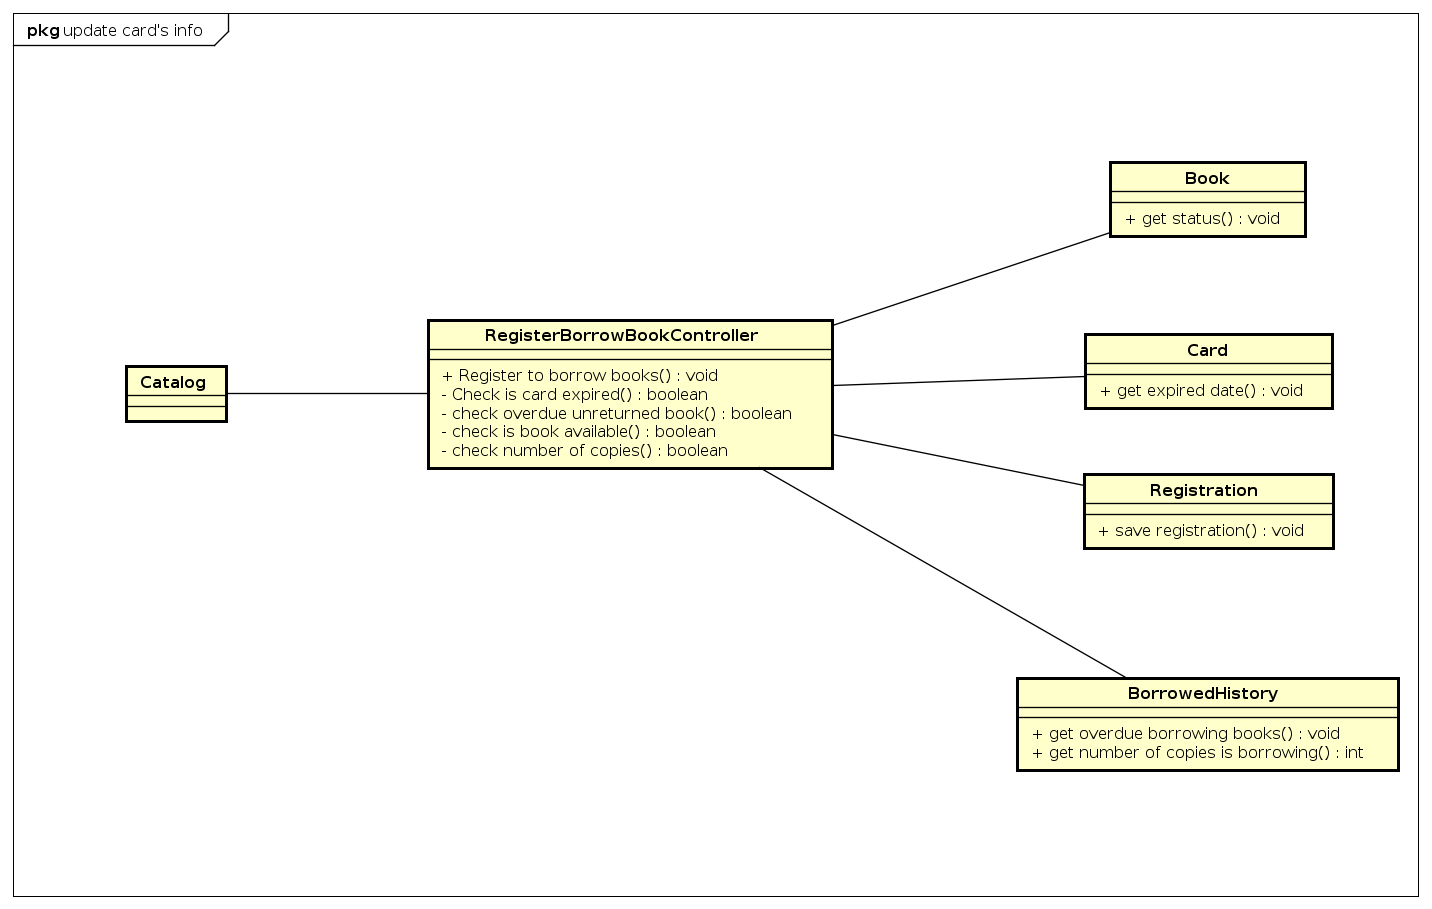 pkg update card's info
Book
+ get status() : void
RegisterBorrowBookController
+ Register to borrow books() : void
- Check is card expired() : boolean
- check overdue unreturned book() : boolean
- check is book available() : boolean
- check number of copies() : boolean
Catalog
Card
+ get expired date() : void
Registration
+ save registration() : void
BorrowedHistory
+ get overdue borrowing books() : void
+ get number of copies is borrowing() : int